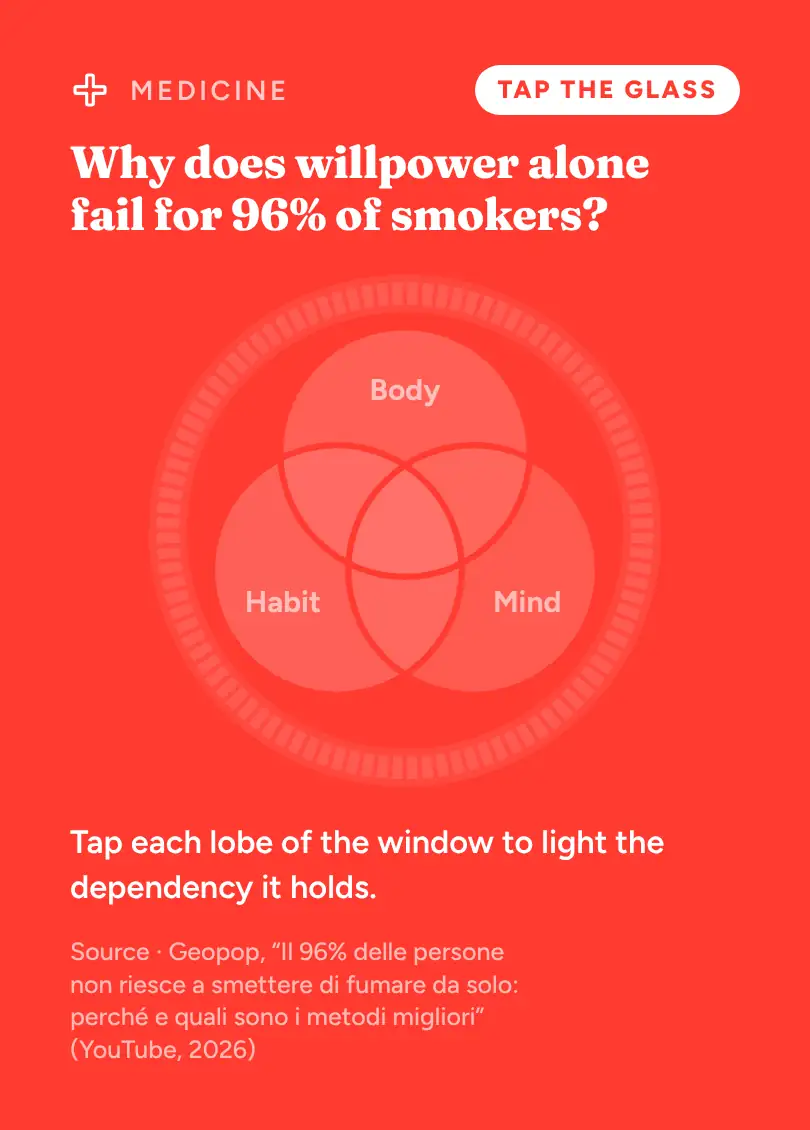 MEDICINE
TAP THE GLASS
Why does willpower alone
fail for 96% of smokers?
Body
Habit
Mind
Tap each lobe of the window to light the
dependency it holds.
Source · Geopop, “Il 96% delle persone
non riesce a smettere di fumare da solo:
perché e quali sono i metodi migliori”
(YouTube, 2026)